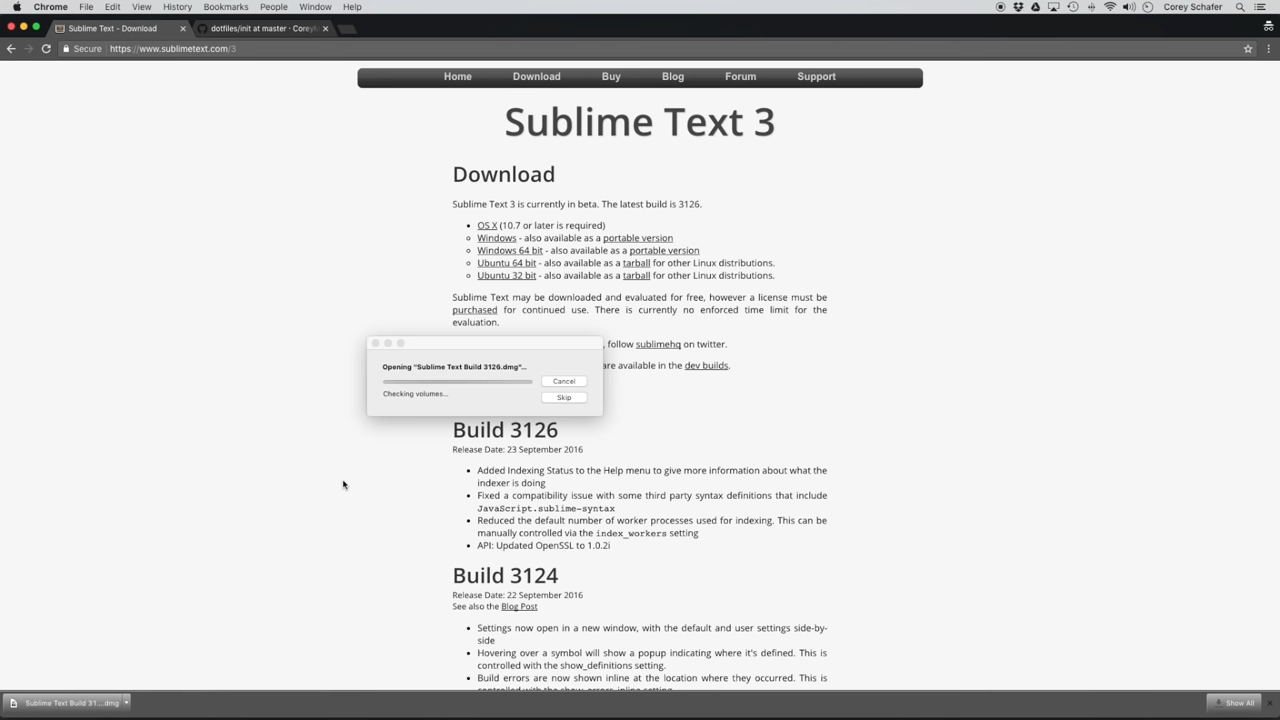 Chrome File Edit View History Bookmarks People Window Help Corey Schafer
Sublime Text - Download dotfiles/init at master · Corey
Secure https://www.sublimetext.com/3
Home Download Buy Blog Forum Support
Sublime Text 3
Download
Sublime Text 3 is currently in beta. The latest build is 3126.
OS X (10.7 or later is required)
Windows - also available as a portable version
Windows 64 bit - also available as a portable version
Ubuntu 64 bit - also available as a tarball for other Linux distributions.
Ubuntu 32 bit - also available as a tarball for other Linux distributions.
Sublime Text may be downloaded and evaluated for free, however a license must be
purchased for continued use. There is currently no enforced time limit for the
evaluation.
, follow sublimehq on twitter.
are available in the dev builds.
Opening "Sublime Text Build 3126.dmg"...
Cancel
Checking volumes...
Skip
Build 3126
Release Date: 23 September 2016
Added Indexing Status to the Help menu to give more information about what the
indexer is doing
Fixed a compatibility issue with some third party syntax definitions that include
JavaScript.sublime-syntax
Reduced the default number of worker processes used for indexing. This can be
manually controlled via the index_workers setting
API: Updated OpenSSL to 1.0.2i
Build 3124
Release Date: 22 September 2016
See also the Blog Post
Settings now open in a new window, with the default and user settings side-by-
side
Hovering over a symbol will show a popup indicating where it's defined. This is
controlled with the show_definitions setting.
Build errors are now shown inline at the location where they occurred. This is
controlled with the show_errors_inline setting.
Sublime Text Build 31....dmg Show All